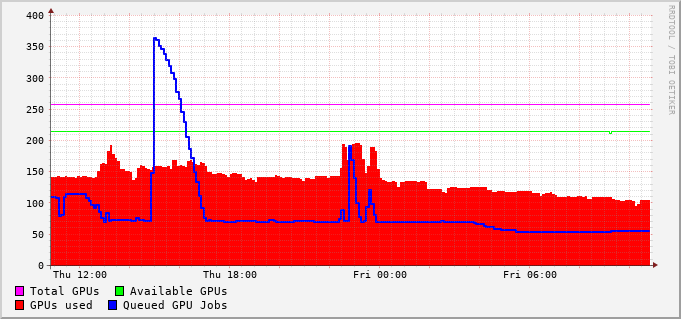 400
350
300
250
200
150
100
50
0
Thu 12:00 Thu 18:00 Fri 00:00 Fri 06:00
Total GPUs Available GPUs
GPUs used Queued GPU Jobs
RRDTOOL / TOBI OETIKER